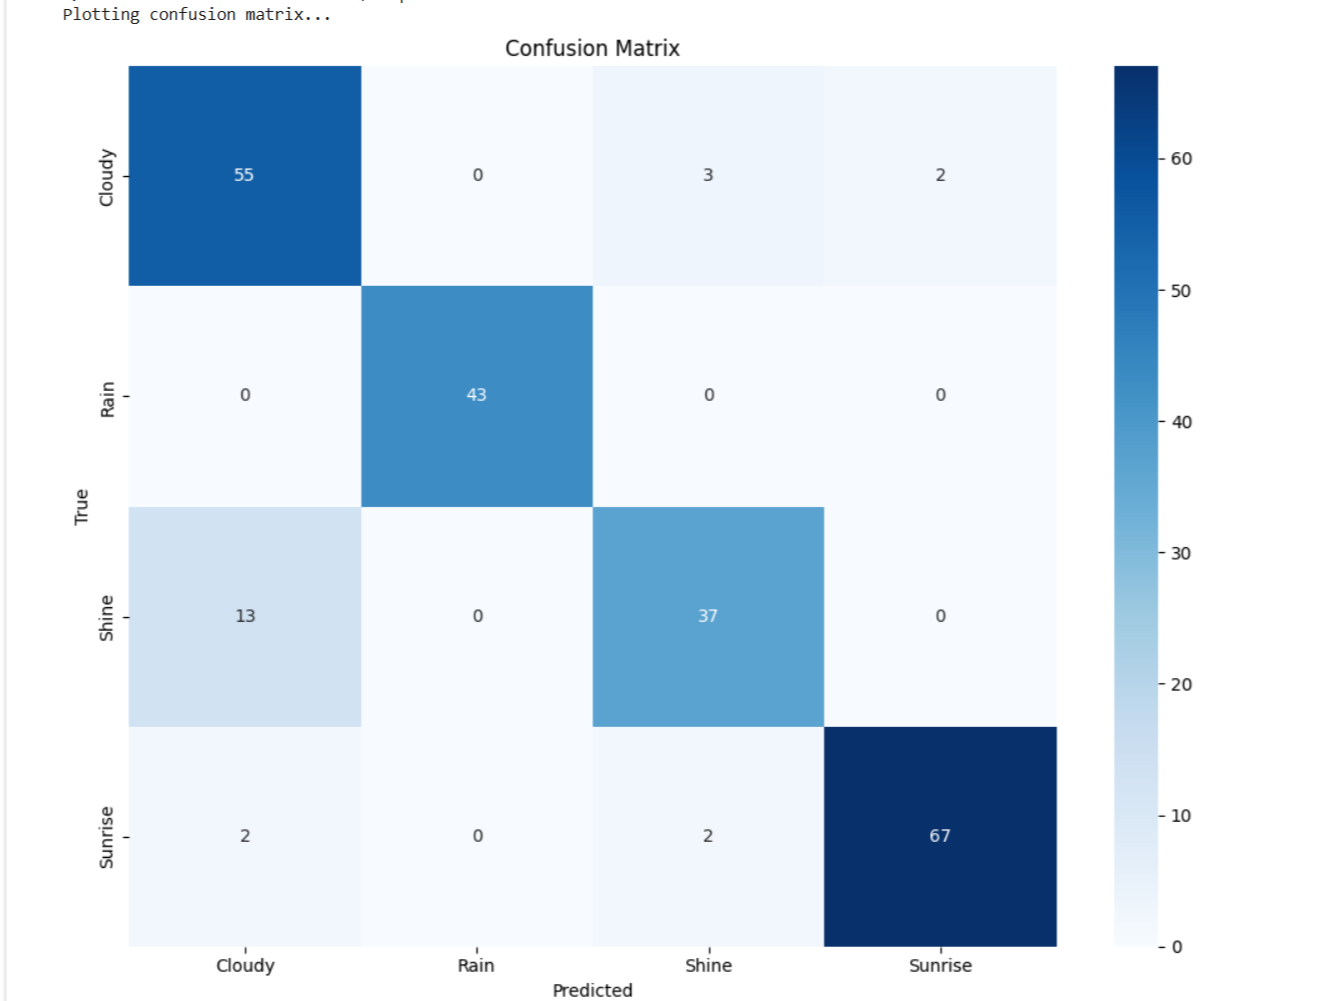 Plotting confusion matrix...
Confusion Matrix
Cloudy 55 0 3 2
Rain 0 43 0 0
Shine 13 0 37 0
Sunrise 2 0 2 67
True
Cloudy Rain Shine Sunrise
Predicted
60
50
40
30
20
10
0